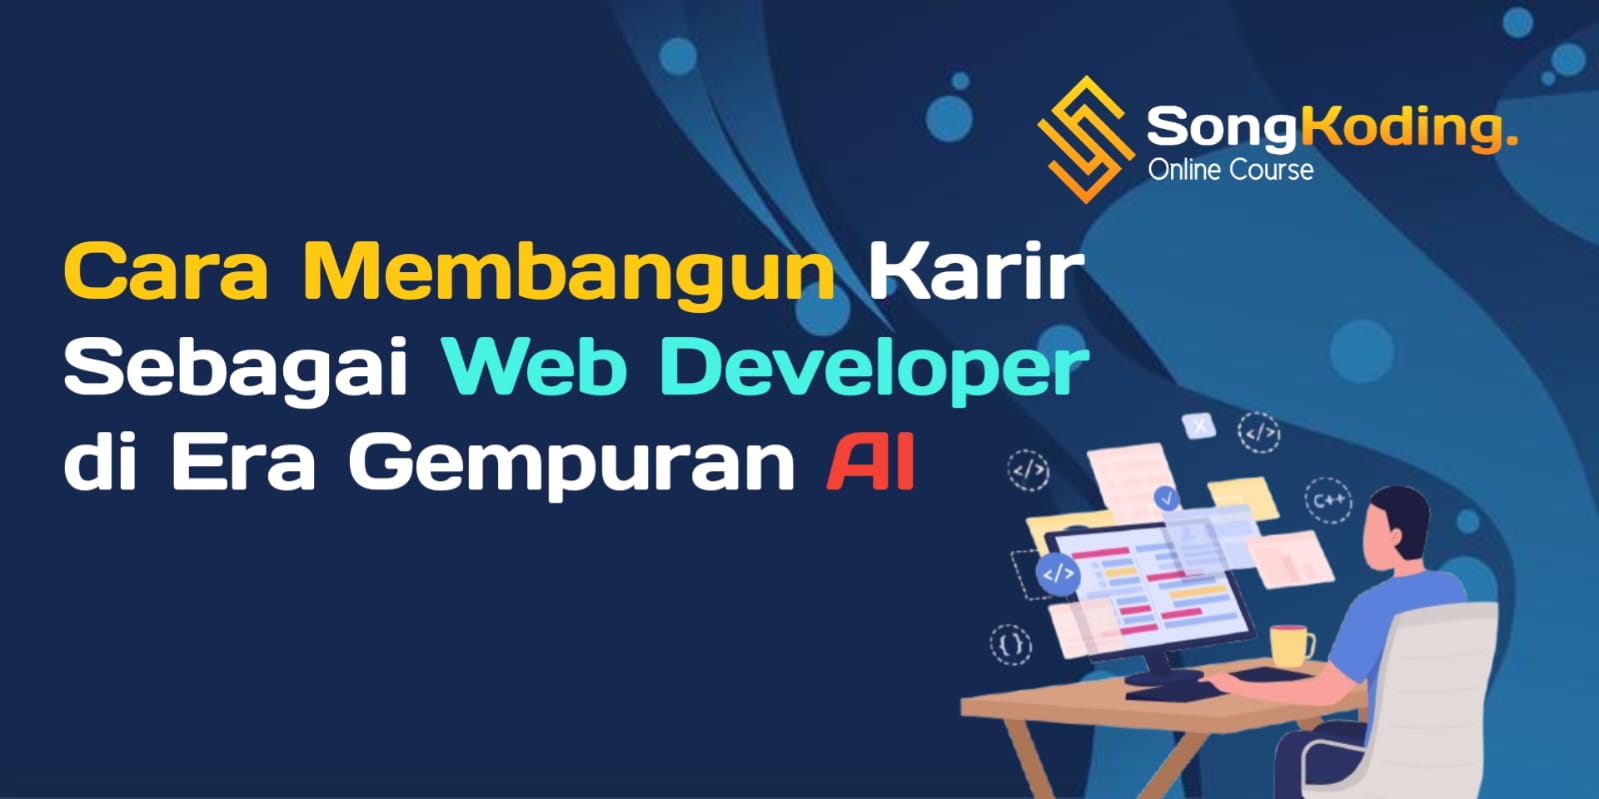 SongKoding.
Online Course
Cara Membangun Karir
Sebagai Web Developer
di Era Gempuran AI
X
</>
</>
C++
</>
{}